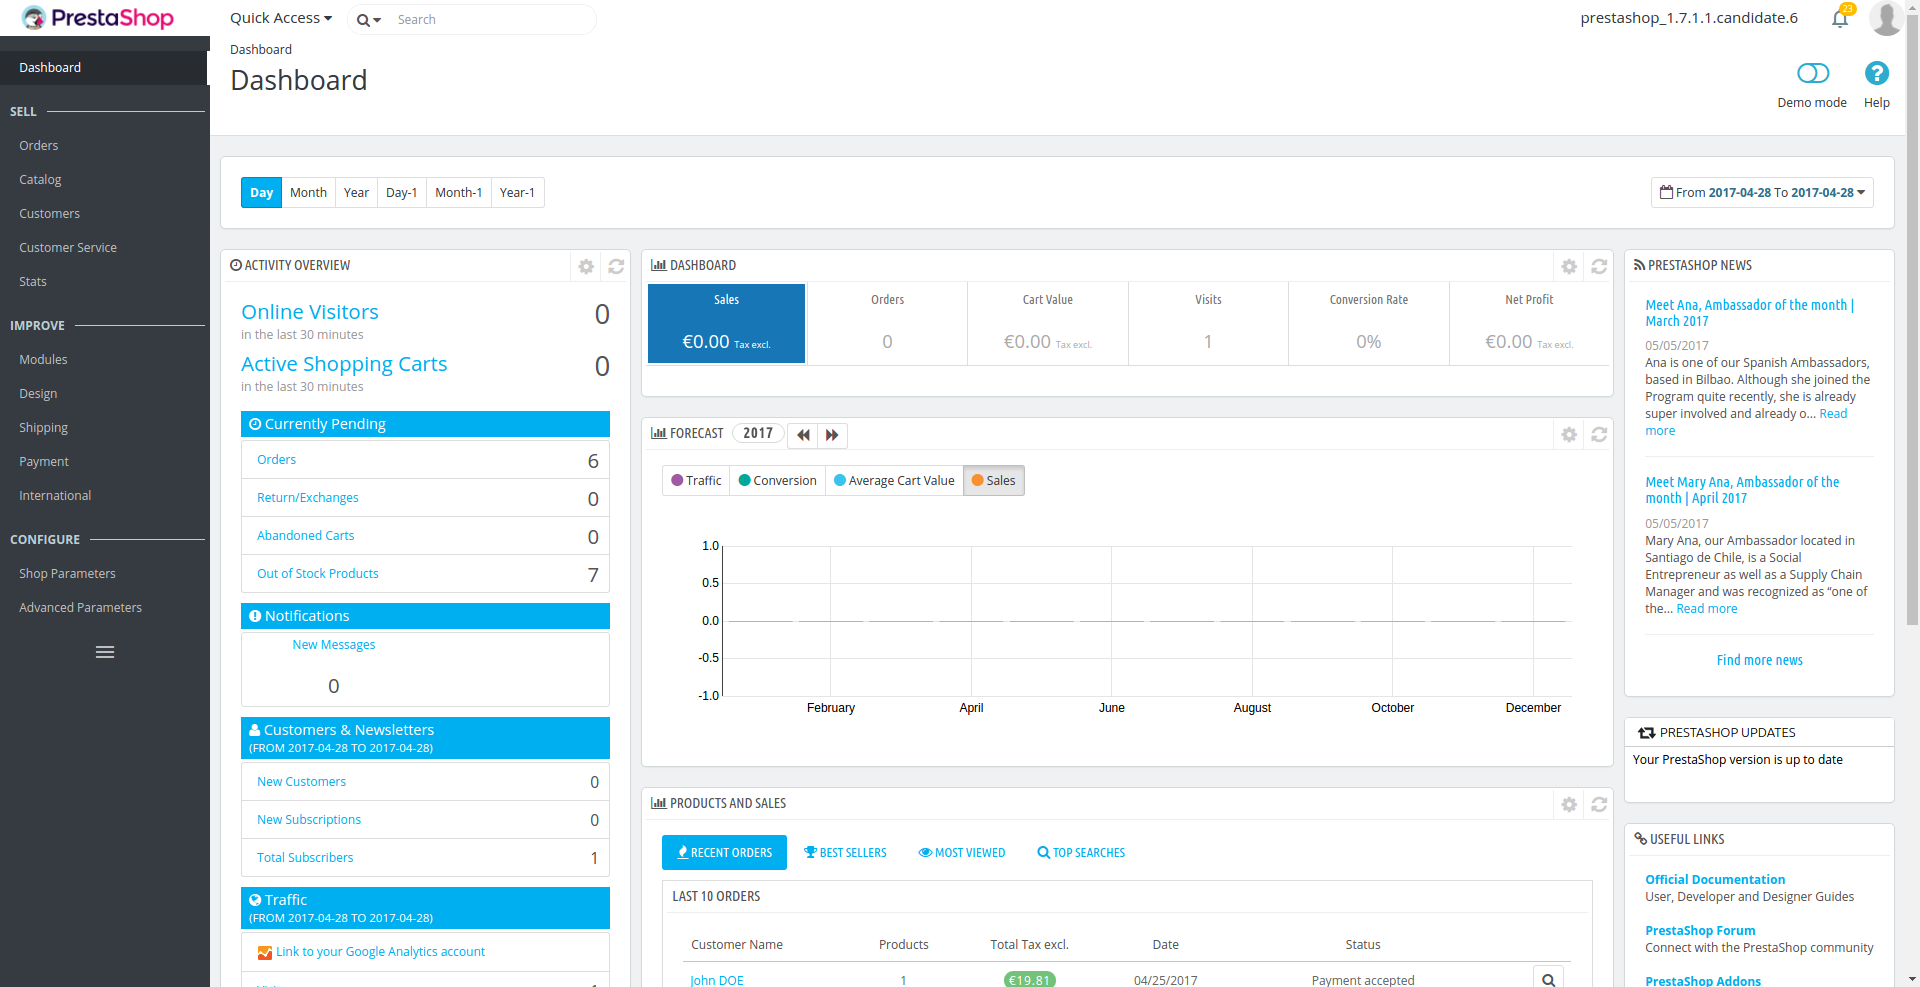 PrestaShop
Quick Access
Search
prestashop_1.7.1.1.candidate.6
23
Dashboard
Dashboard
Demo mode
Help
Dashboard
SELL
Orders
Catalog
Customers
Customer Service
Stats
IMPROVE
Modules
Design
Shipping
Payment
International
CONFIGURE
Shop Parameters
Advanced Parameters
Day Month Year Day-1 Month-1 Year-1
From 2017-04-28 To 2017-04-28
ACTIVITY OVERVIEW
Online Visitors 0
in the last 30 minutes
Active Shopping Carts 0
in the last 30 minutes
Currently Pending
Orders 6
Return/Exchanges 0
Abandoned Carts 0
Out of Stock Products 7
Notifications
New Messages
0
Customers & Newsletters
(FROM 2017-04-28 TO 2017-04-28)
New Customers 0
New Subscriptions 0
Total Subscribers 1
Traffic
(FROM 2017-04-28 TO 2017-04-28)
Link to your Google Analytics account
DASHBOARD
Sales Orders Cart Value Visits Conversion Rate Net Profit
€0.00 Tax excl. 0 €0.00 Tax excl. 1 0% €0.00 Tax excl.
FORECAST 2017
Traffic Conversion Average Cart Value Sales
1.0
0.5
0.0
-0.5
-1.0
February April June August October December
PRODUCTS AND SALES
RECENT ORDERS BEST SELLERS MOST VIEWED TOP SEARCHES
LAST 10 ORDERS
Customer Name Products Total Tax excl. Date Status
John DOE 1 €19.81 04/25/2017 Payment accepted
PRESTASHOP NEWS
Meet Ana, Ambassador of the month |
March 2017
05/05/2017
Ana is one of our Spanish Ambassadors,
based in Bilbao. Although she joined the
Program quite recently, she is already
super involved and already o... Read
more
Meet Mary Ana, Ambassador of the
month | April 2017
05/05/2017
Mary Ana, our Ambassador located in
Santiago de Chile, is a Social
Entrepreneur as well as a Supply Chain
Manager and was recognized as “one of
the... Read more
Find more news
PRESTASHOP UPDATES
Your PrestaShop version is up to date
USEFUL LINKS
Official Documentation
User, Developer and Designer Guides
PrestaShop Forum
Connect with the PrestaShop community
PrestaShop Addons